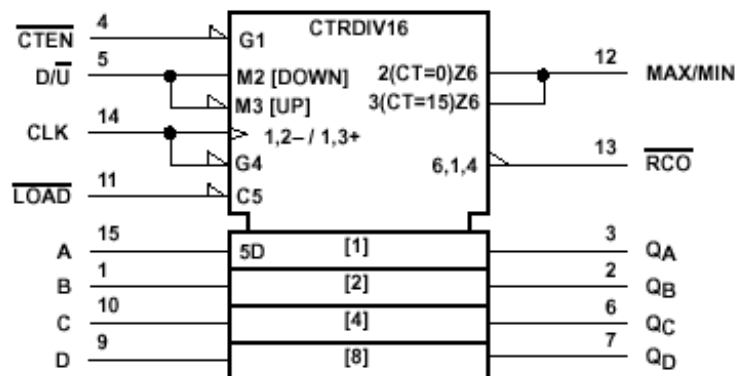 CTRDIV16
4
CTEN
G1
5
D/U
M2 [DOWN]
2(CT=0)Z6
12
MAX/MIN
M3 [UP]
3(CT=15)Z6
14
CLK
1,2– / 1,3+
G4
6,1,4
13
RCO
11
LOAD
C5
15
A
5D
[1]
3
QA
1
B
[2]
2
QB
10
C
[4]
6
QC
9
D
[8]
7
QD